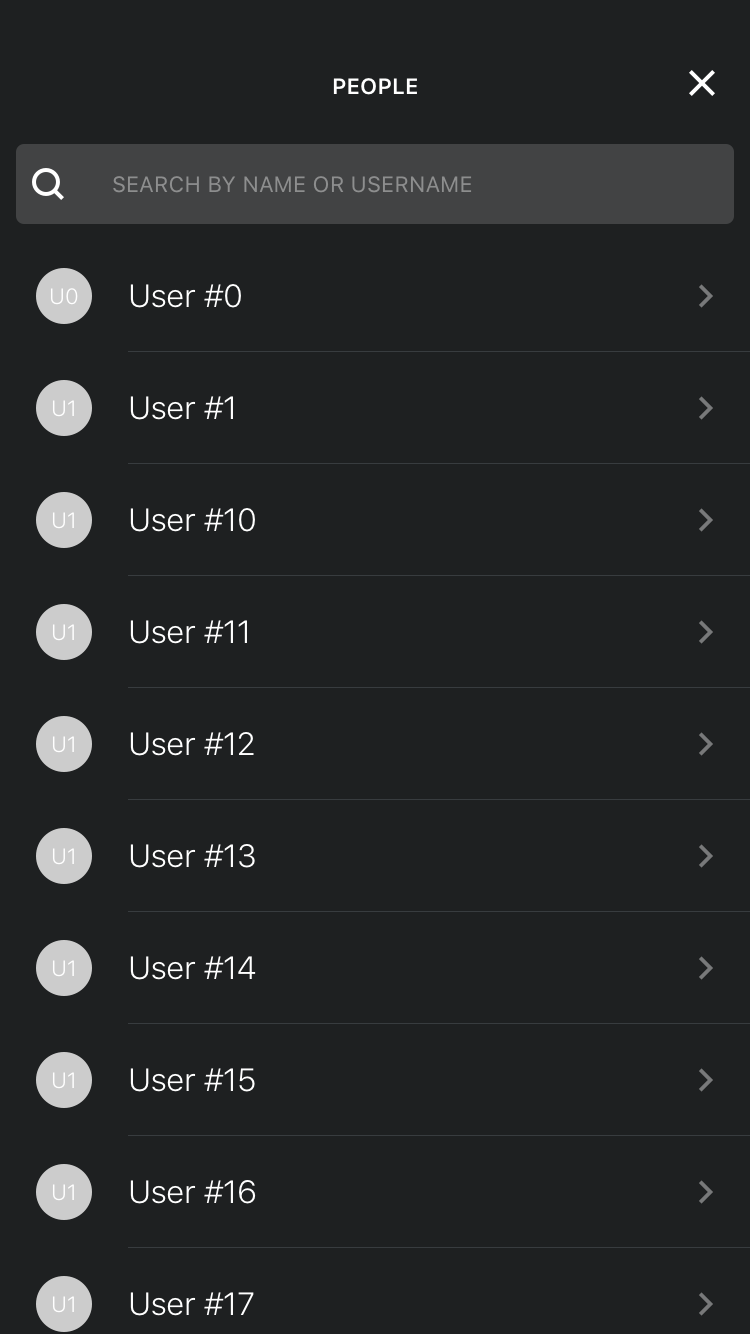 PEOPLE
SEARCH BY NAME OR USERNAME
U0 User #0
U1 User #1
U1 User #10
U1 User #11
U1 User #12
U1 User #13
U1 User #14
U1 User #15
U1 User #16
U1 User #17